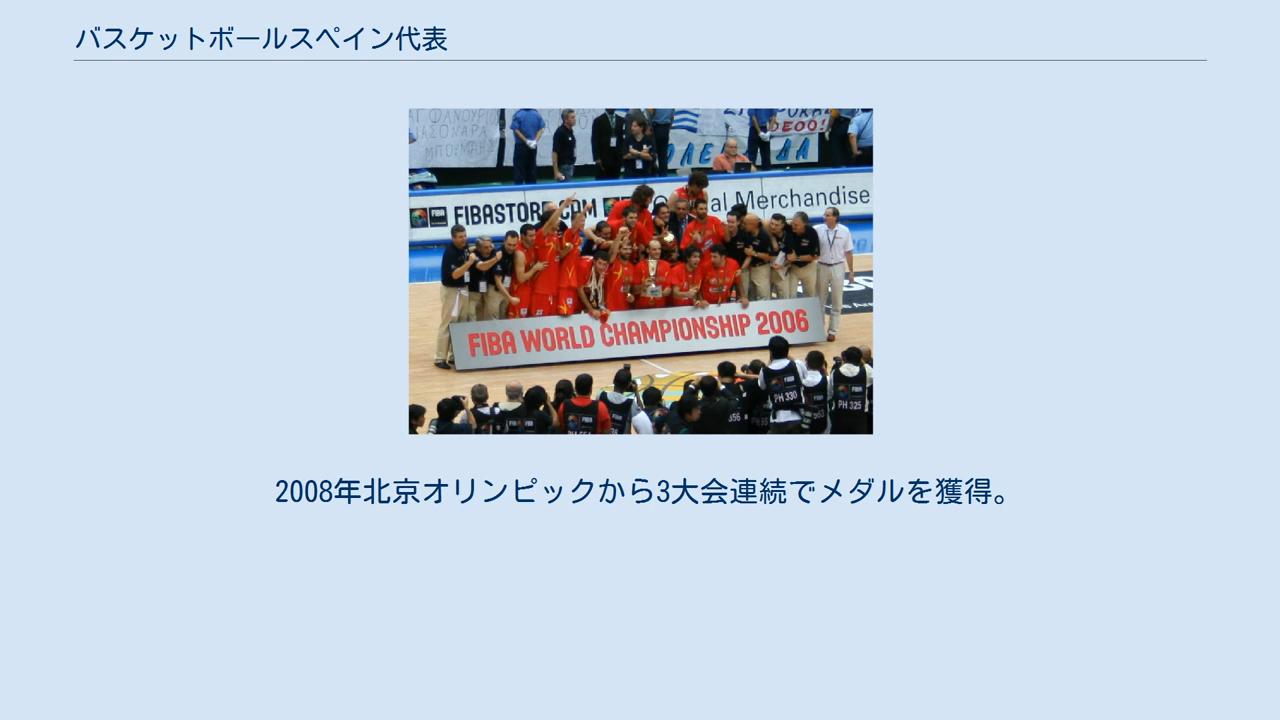 バスケットボールスペイン代表
FIBASTORE.COM
al Merchandise
FIBA WORLD CHAMPIONSHIP 2006
PH 330
PH 325
2008年北京オリンピックから3大会連続でメダルを獲得。